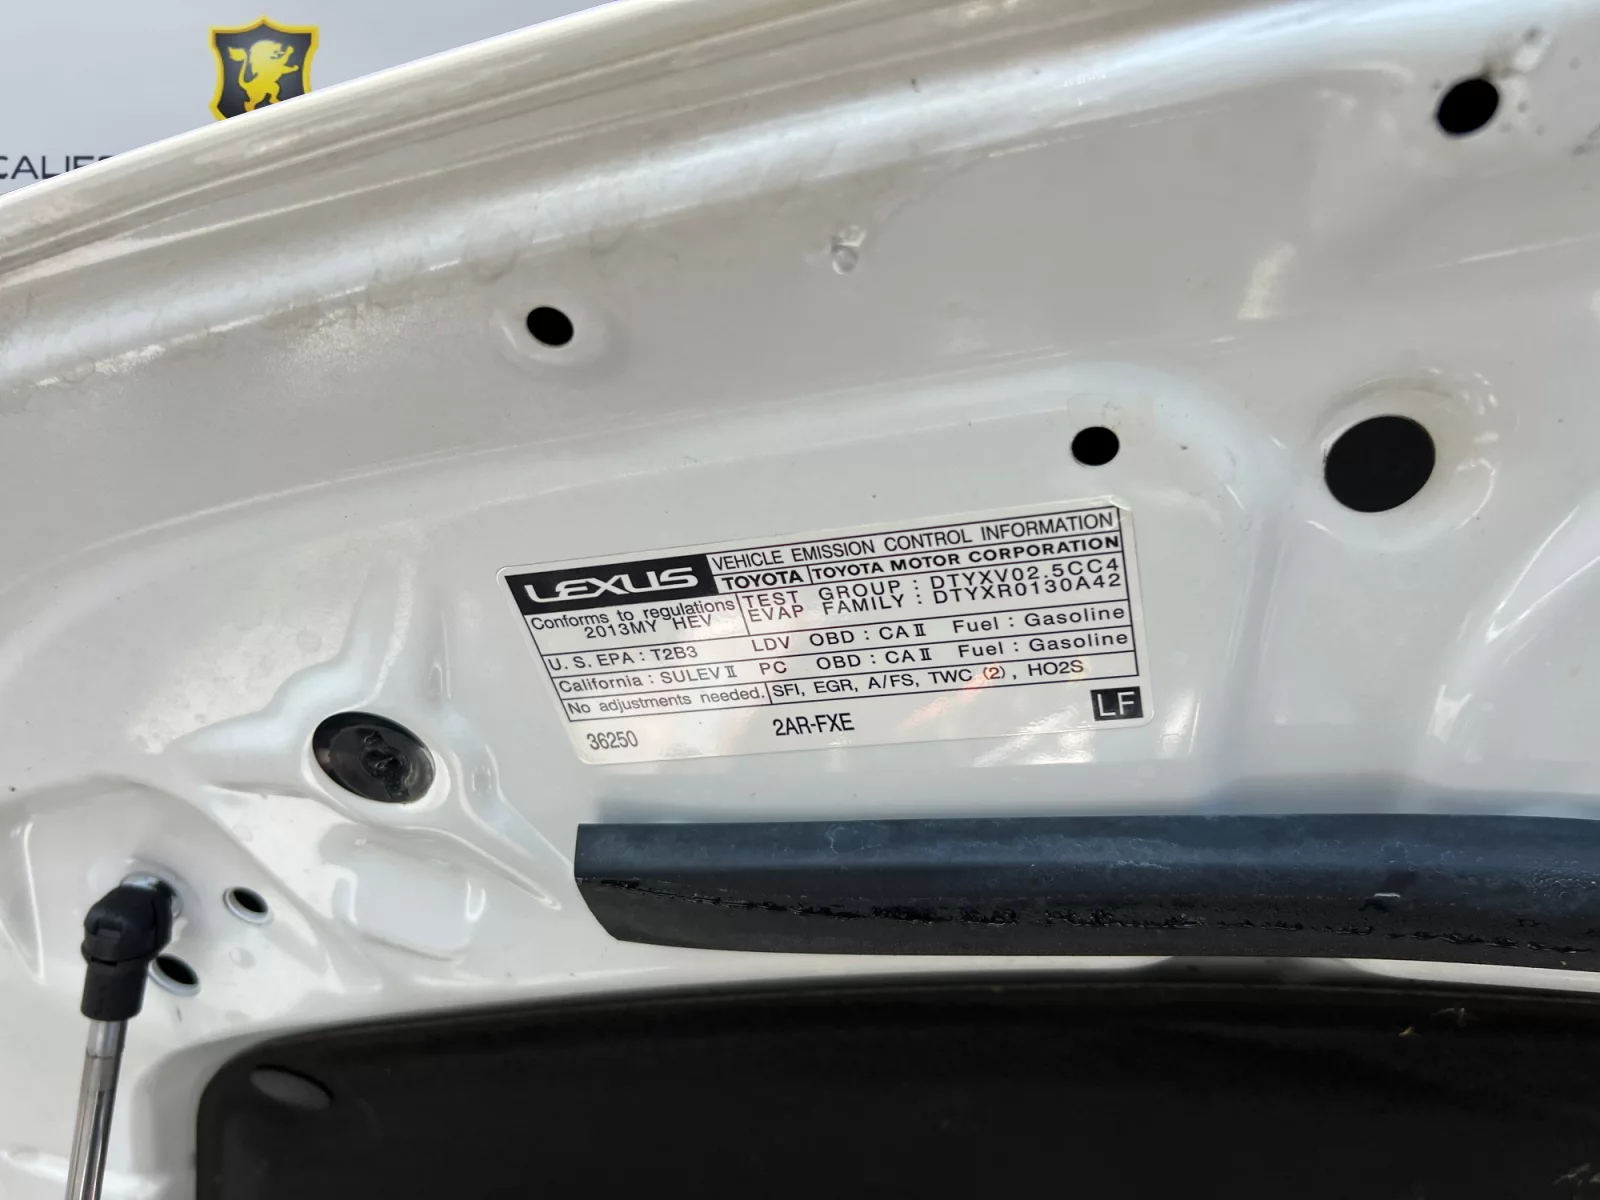 CALIF
LEXUS
VEHICLE EMISSION CONTROL INFORMATION
TOYOTA TOYOTA MOTOR CORPORATION
Conforms to regulations
2013MY HEV
TEST GROUP : DTYXV02.5CC4
EVAP FAMILY : DTYXR0130A42
U.S. EPA : T2B3 LDV OBD : CA II Fuel : Gasoline
California : SULEV II PC OBD : CA II Fuel : Gasoline
No adjustments needed. SFI, EGR, A/FS, TWC (2), HO2S
36250 2AR-FXE LF